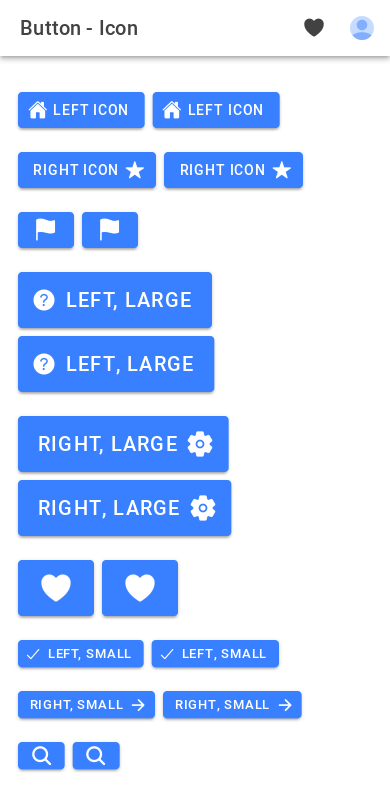 Button - Icon
LEFT ICON LEFT ICON
RIGHT ICON RIGHT ICON
LEFT, LARGE
LEFT, LARGE
RIGHT, LARGE
RIGHT, LARGE
LEFT, SMALL LEFT, SMALL
RIGHT, SMALL RIGHT, SMALL